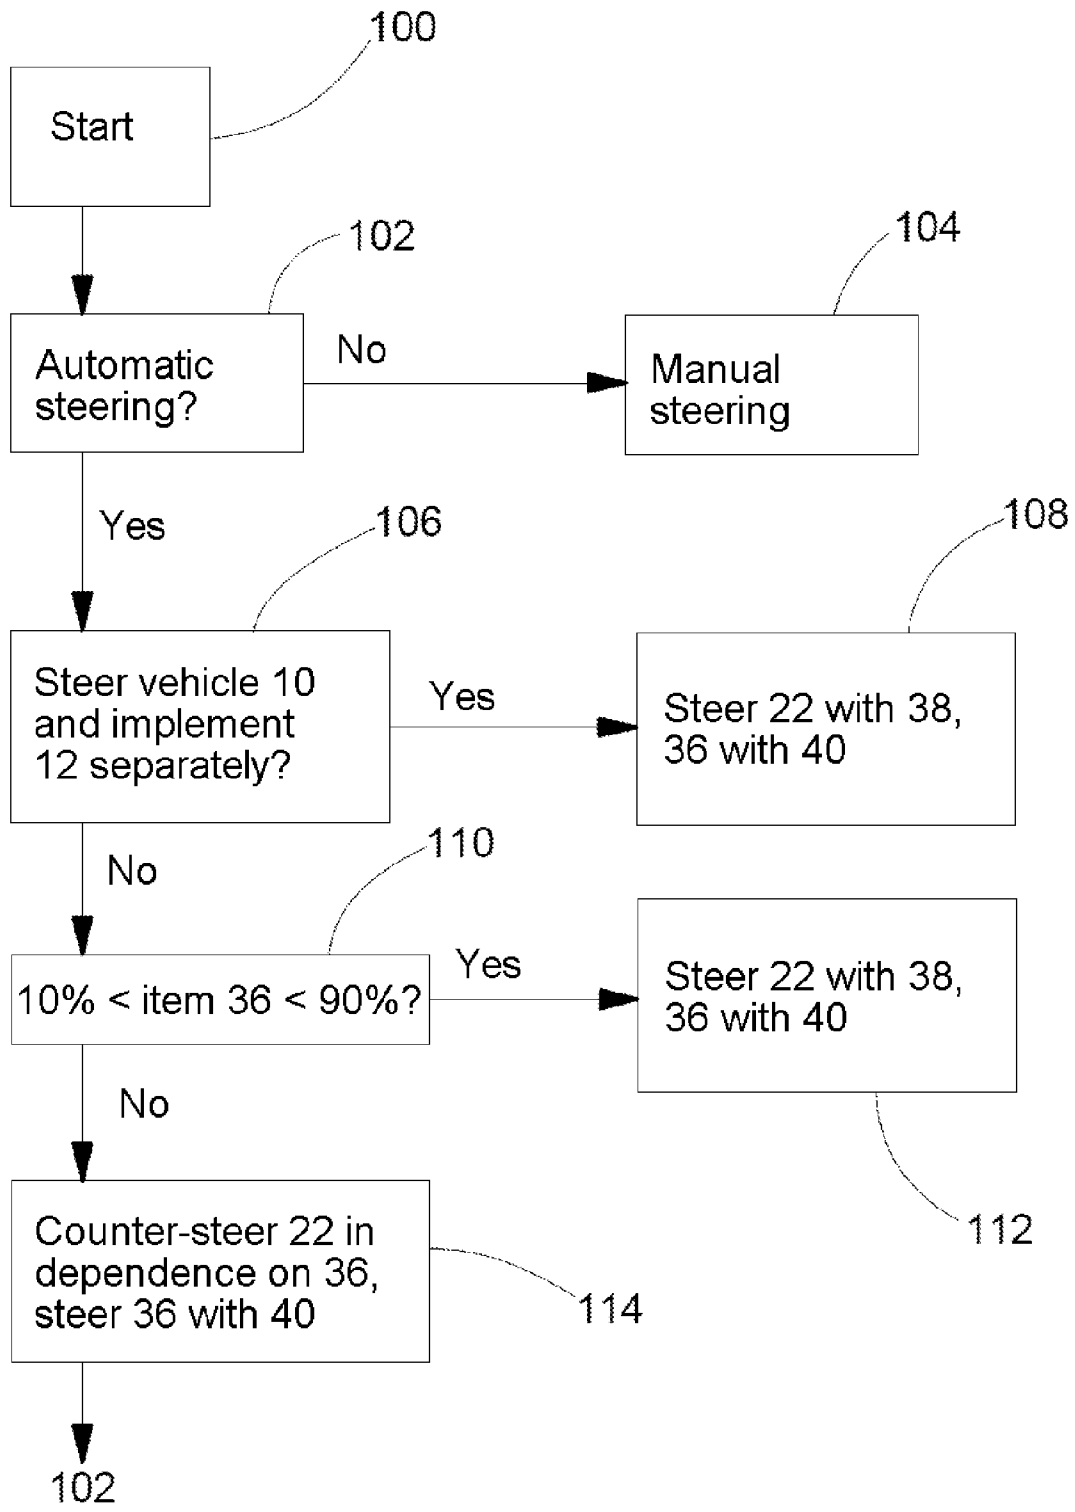 100
Start
102
104
Automatic
steering?
No
Manual
steering
Yes
106
108
Steer vehicle 10
and implement
12 separately?
Yes
Steer 22 with 38,
36 with 40
No
110
10% < item 36 < 90%?
Yes
Steer 22 with 38,
36 with 40
No
112
Counter-steer 22 in
dependence on 36,
steer 36 with 40
114
102